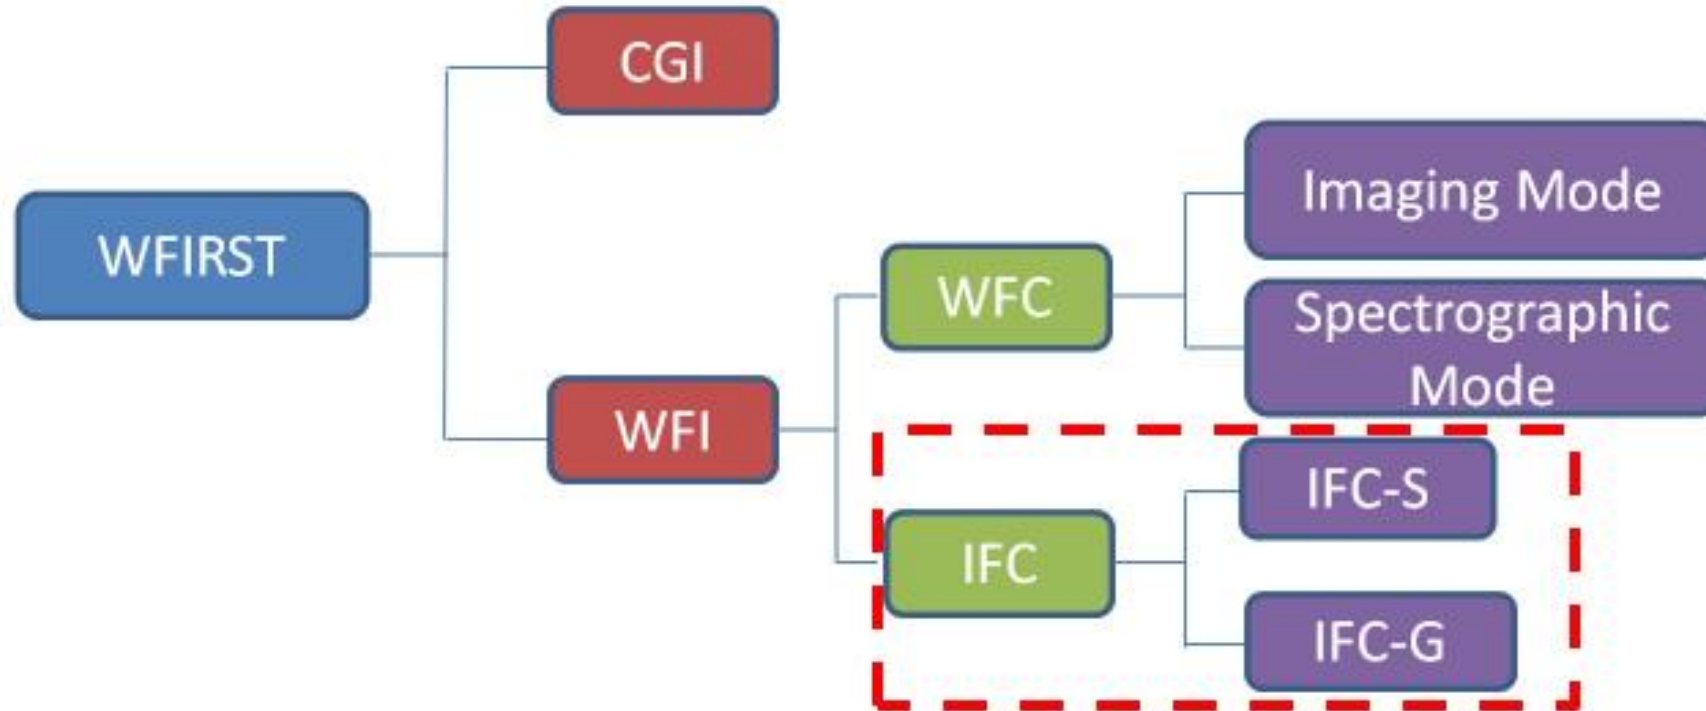 CGI
WFIRST
Imaging Mode
WFC
Spectrographic
Mode
WFI
IFC-S
IFC
IFC-G